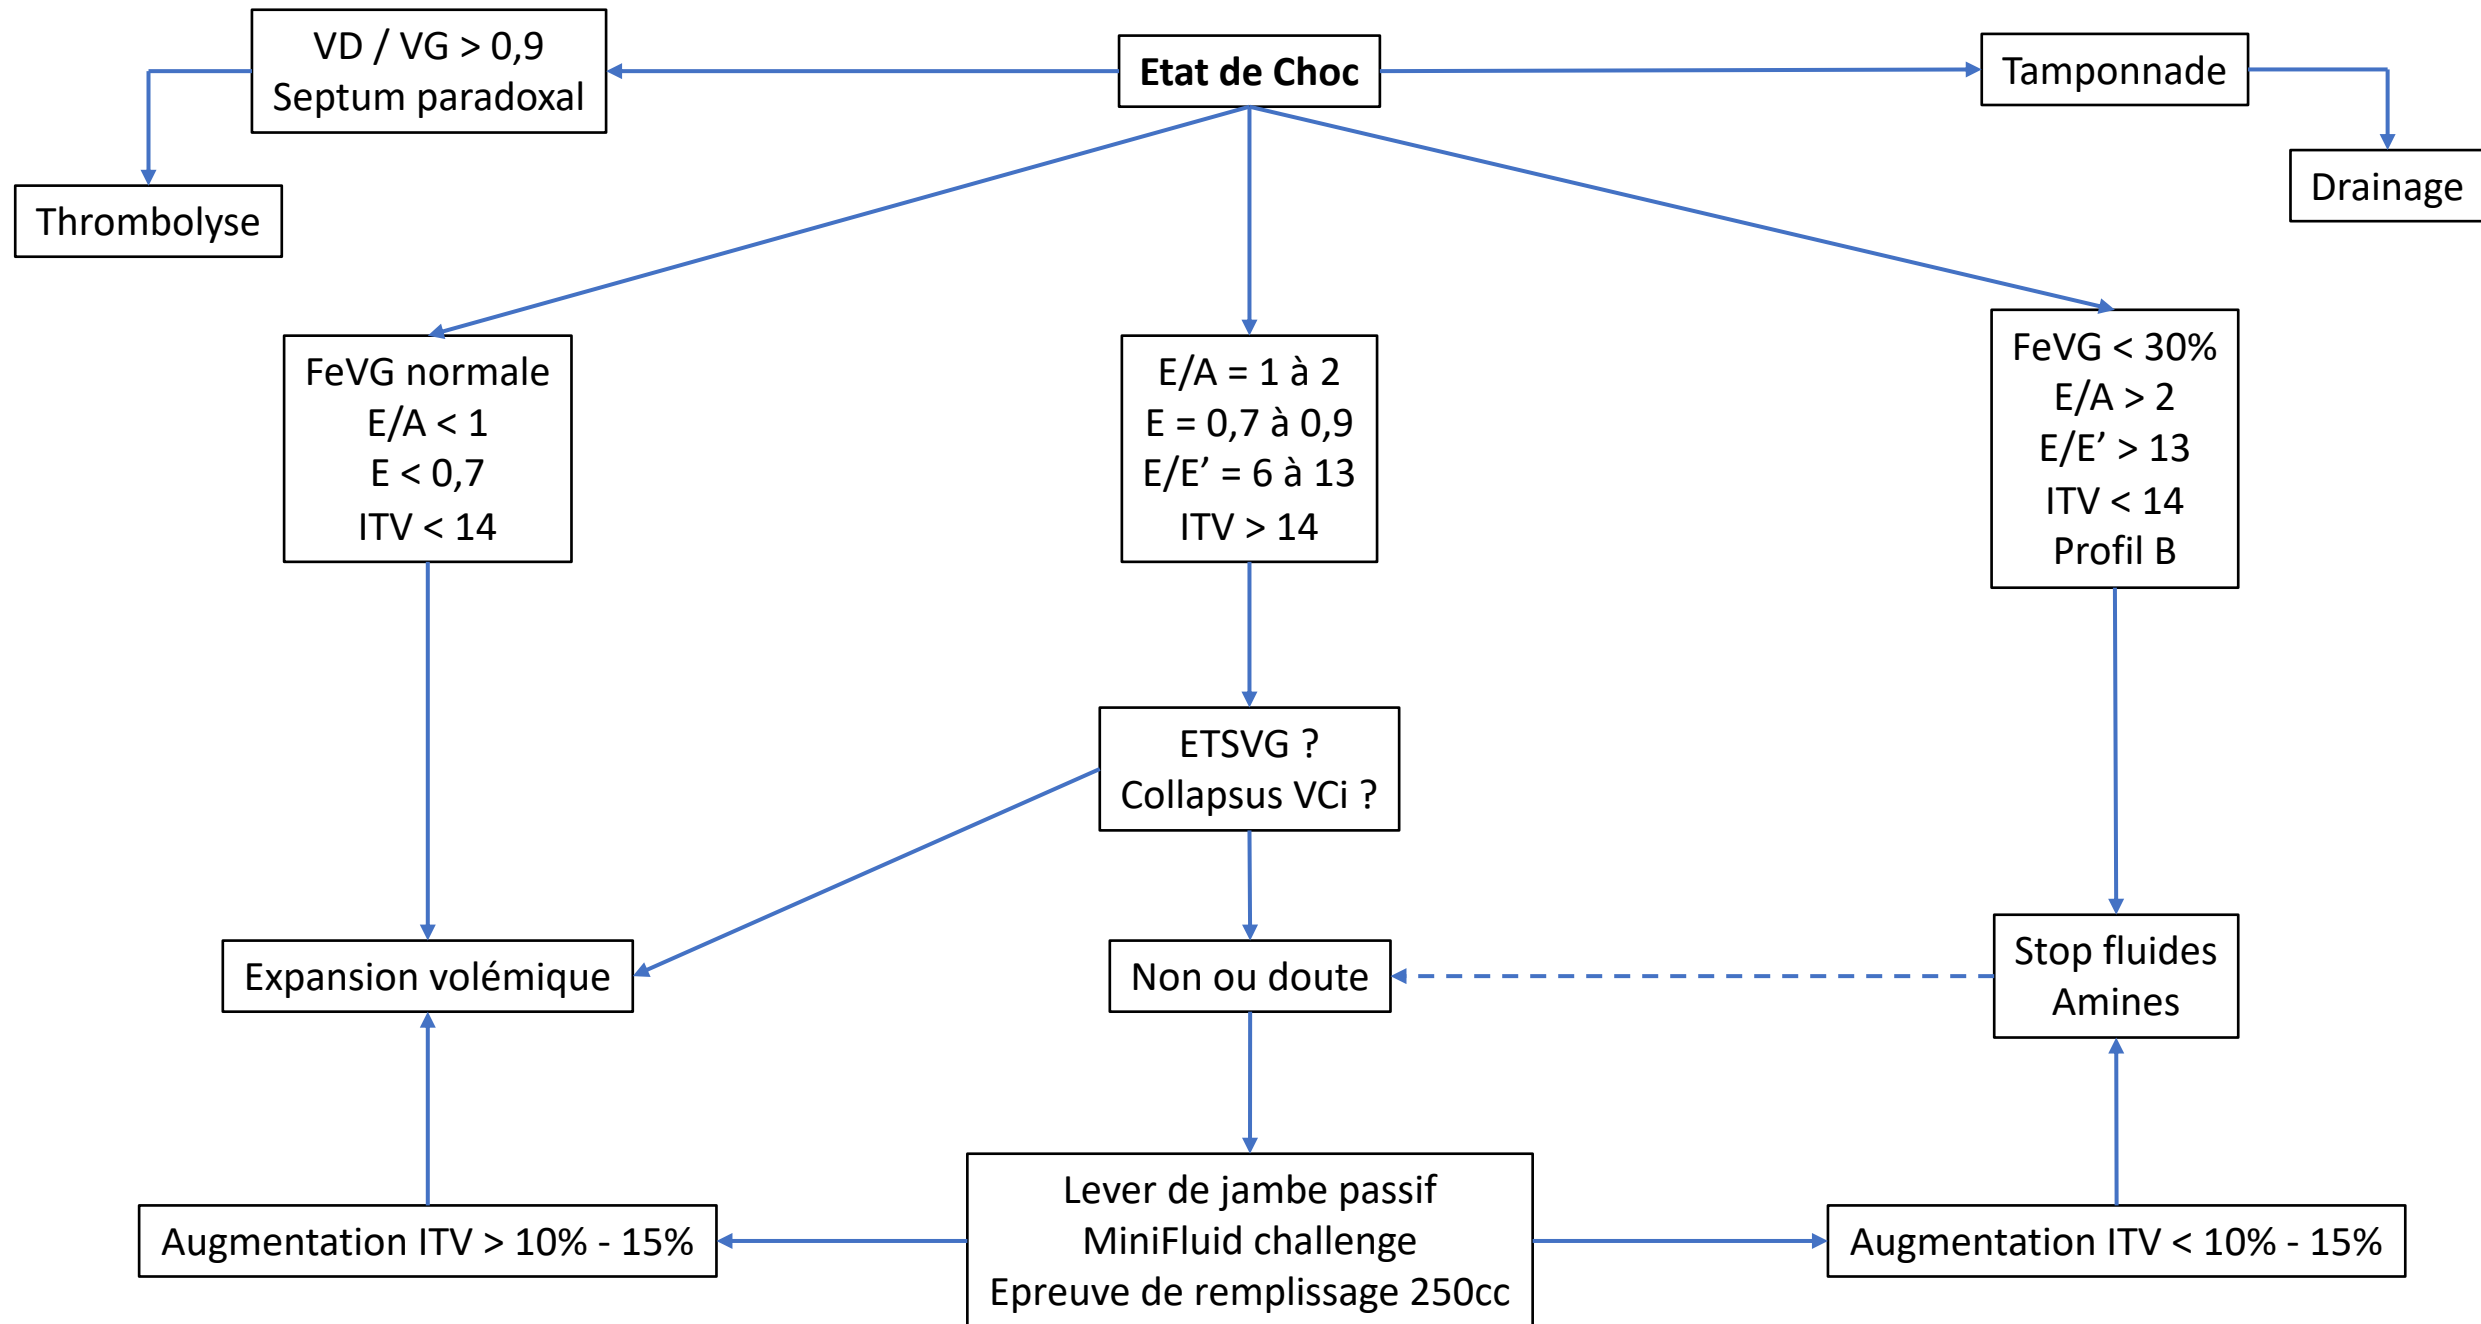 VD / VG > 0,9
Septum paradoxal
Etat de Choc
Tamponnade
Thrombolyse
Drainage
FeVG normale
E/A < 1
E < 0,7
ITV < 14
E/A = 1 à 2
E = 0,7 à 0,9
E/E’ = 6 à 13
ITV > 14
FeVG < 30%
E/A > 2
E/E’ > 13
ITV < 14
Profil B
ETSVG ?
Collapsus VCi ?
Expansion volémique
Non ou doute
Stop fluides
Amines
Augmentation ITV > 10% - 15%
Lever de jambe passif
MiniFluid challenge
Epreuve de remplissage 250cc
Augmentation ITV < 10% - 15%